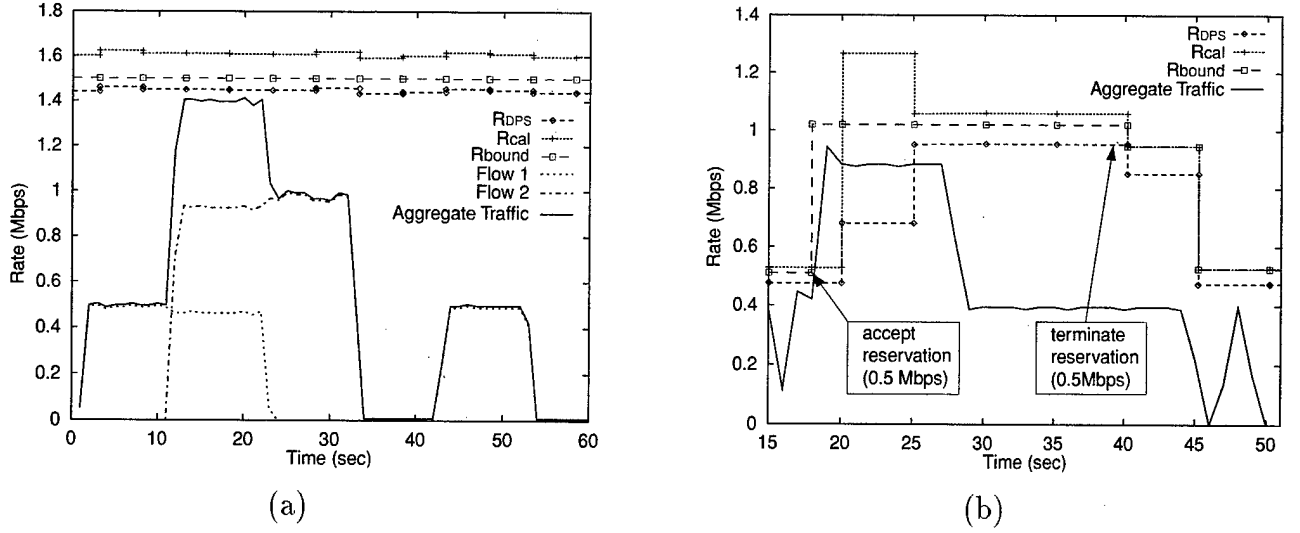 1.8
1.6
1.4
1.2
1
0.8
0.6
0.4
0.2
0
Rate (Mbps)
RDPS
Rcal
Rbound
Flow 1
Flow 2
Aggregate Traffic
0 10 20 30 40 50 60
Time (sec)
(a)
1.4
1.2
1
0.8
0.6
0.4
0.2
0
Rate (Mbps)
RDPS
Rcal
Rbound
Aggregate Traffic
accept
reservation
(0.5 Mbps)
terminate
reservation
(0.5Mbps)
15 20 25 30 35 40 45 50
Time (sec)
(b)